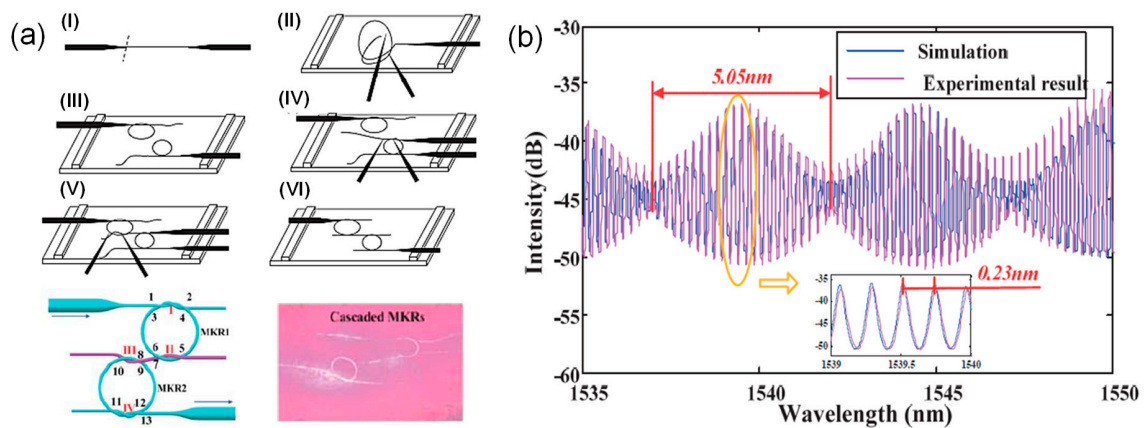 (a)
(I)
(II)
(III)
(IV)
(V)
(VI)
1
2
I
3
4
MKR1
6
5
III
8
II
7
10
9
MKR2
11
12
IV
13
Cascaded MKRs
(b)
-30
-35
-40
-45
-50
-55
-60
Intensity(dB)
Simulation
Experimental result
5.05nm
0.23nm
-35
-40
-45
-50
1539
1539.5
1540
1535
1540
1545
1550
Wavelength (nm)